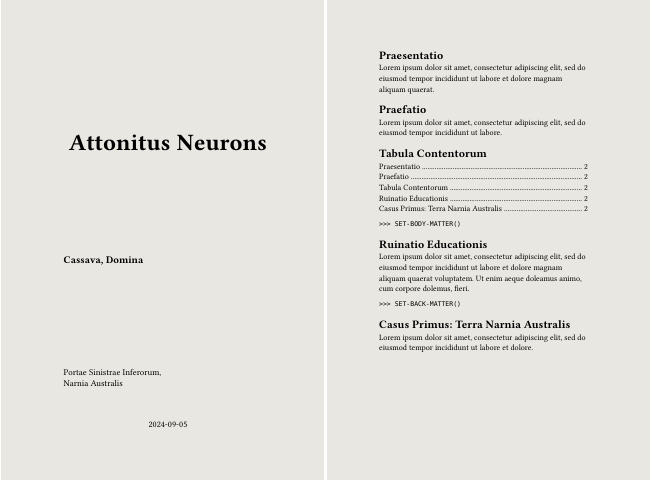 Attonitus Neurons
Cassava, Domina
Portae Sinistrae Inferorum,
Narnia Australis
2024-09-05
Praesentatio
Lorem ipsum dolor sit amet, consectetur adipiscing elit, sed do
eiusmod tempor incididunt ut labore et dolore magnam
aliquam quaerat.
Praefatio
Lorem ipsum dolor sit amet, consectetur adipiscing elit, sed do
eiusmod tempor incididunt ut labore.
Tabula Contentorum
Praesentatio ........ 2
Praefatio ........ 2
Tabula Contentorum ........ 2
Ruinatio Educationis ........ 2
Casus Primus: Terra Narnia Australis ........ 2
>>> SET-BODY-MATTER()
Ruinatio Educationis
Lorem ipsum dolor sit amet, consectetur adipiscing elit, sed do
eiusmod tempor incididunt ut labore et dolore magnam
aliquam quaerat voluptatem. Ut enim aeque doleamus animo,
cum corpore dolemus, fieri.
>>> SET-BACK-MATTER()
Casus Primus: Terra Narnia Australis
Lorem ipsum dolor sit amet, consectetur adipiscing elit, sed do
eiusmod tempor incididunt ut labore et dolore.